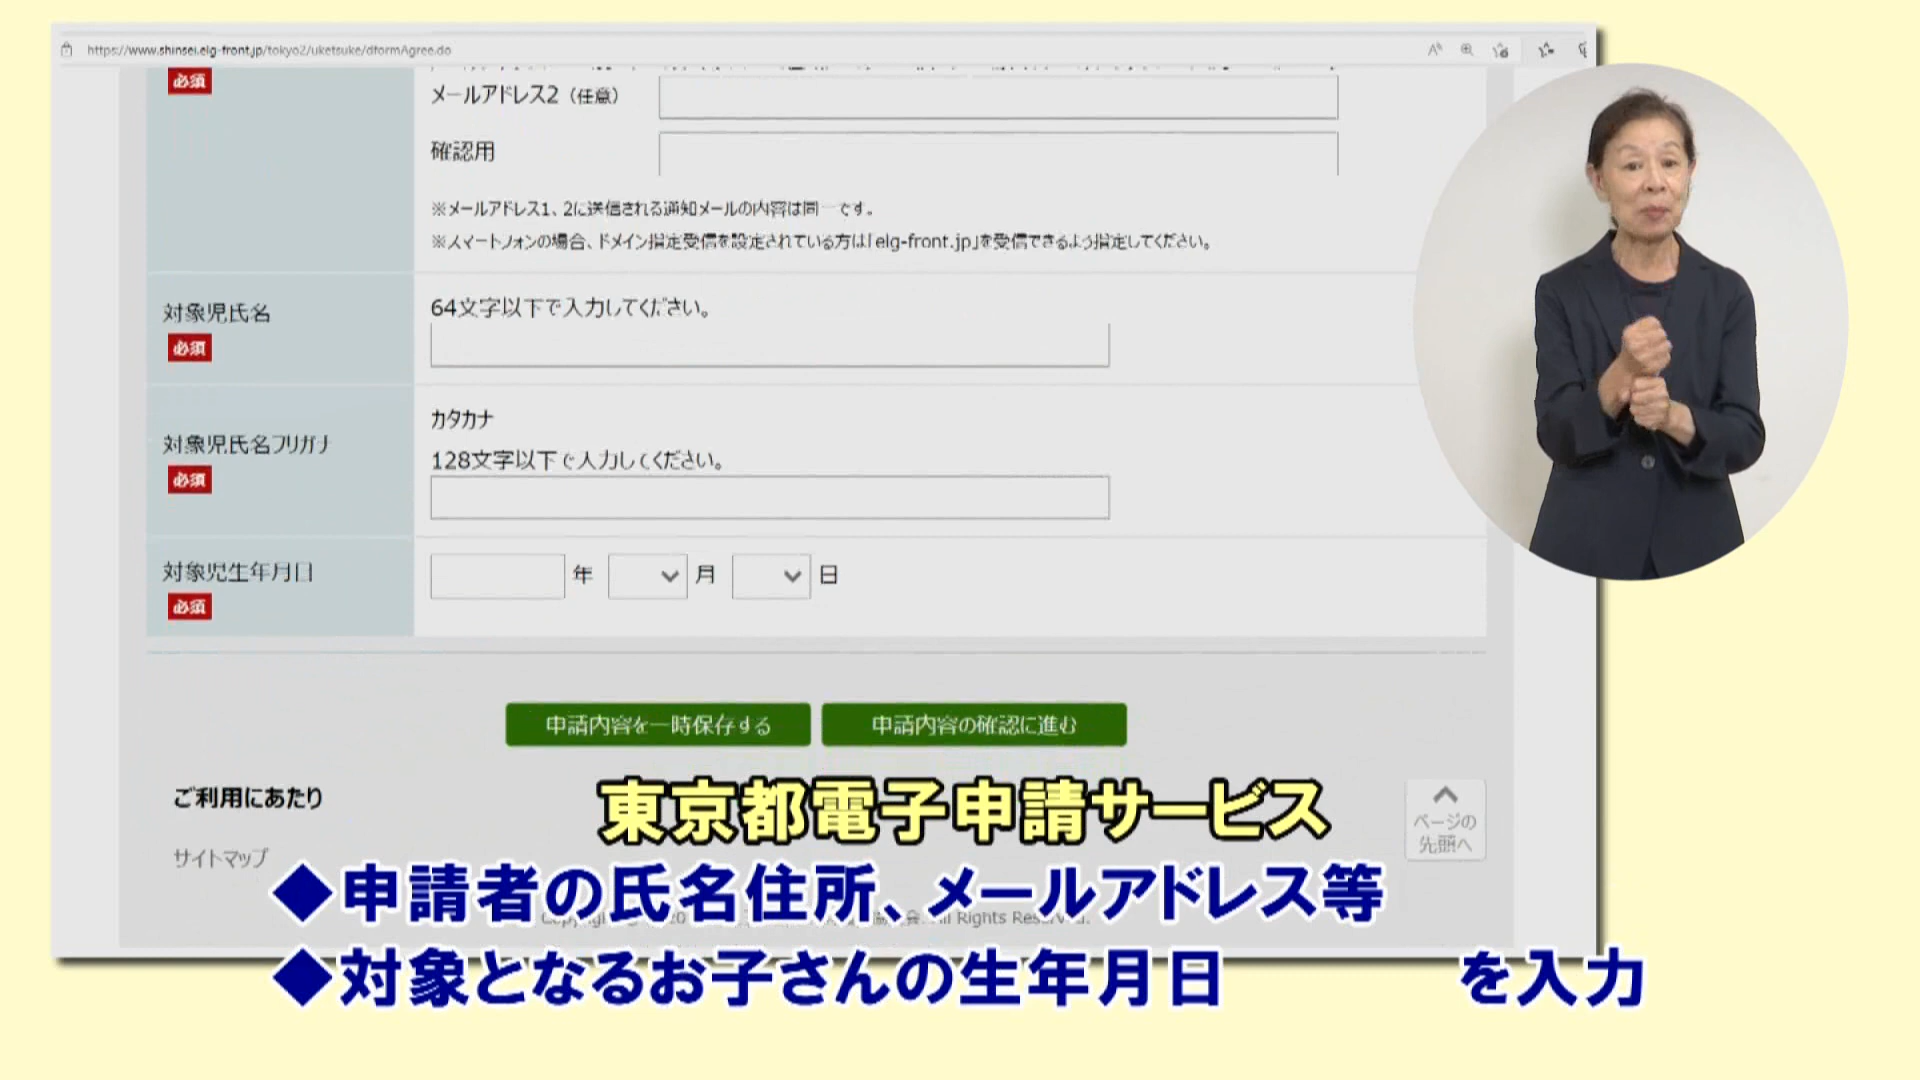 https://www.shinsei.elg-front.jp/tokyo2/uketsuke/dformAgree.do
必須
メールアドレス2（任意）
確認用
※メールアドレス1、2に送信される通知メールの内容は同一です。
※スマートフォンの場合、ドメイン指定受信を設定されている方は「elg-front.jp」を受信できるよう指定してください。
対象児氏名
必須
64文字以下で入力してください。
対象児氏名フリガナ
必須
カタカナ
128文字以下で入力してください。
対象児生年月日
必須
年 月 日
申請内容を一時保存する 申請内容の確認に進む
ご利用にあたり
東京都電子申請サービス
ページの
先頭へ
サイトマップ
◆申請者の氏名住所、メールアドレス等
All Rights Reserved.
◆対象となるお子さんの生年月日 を入力